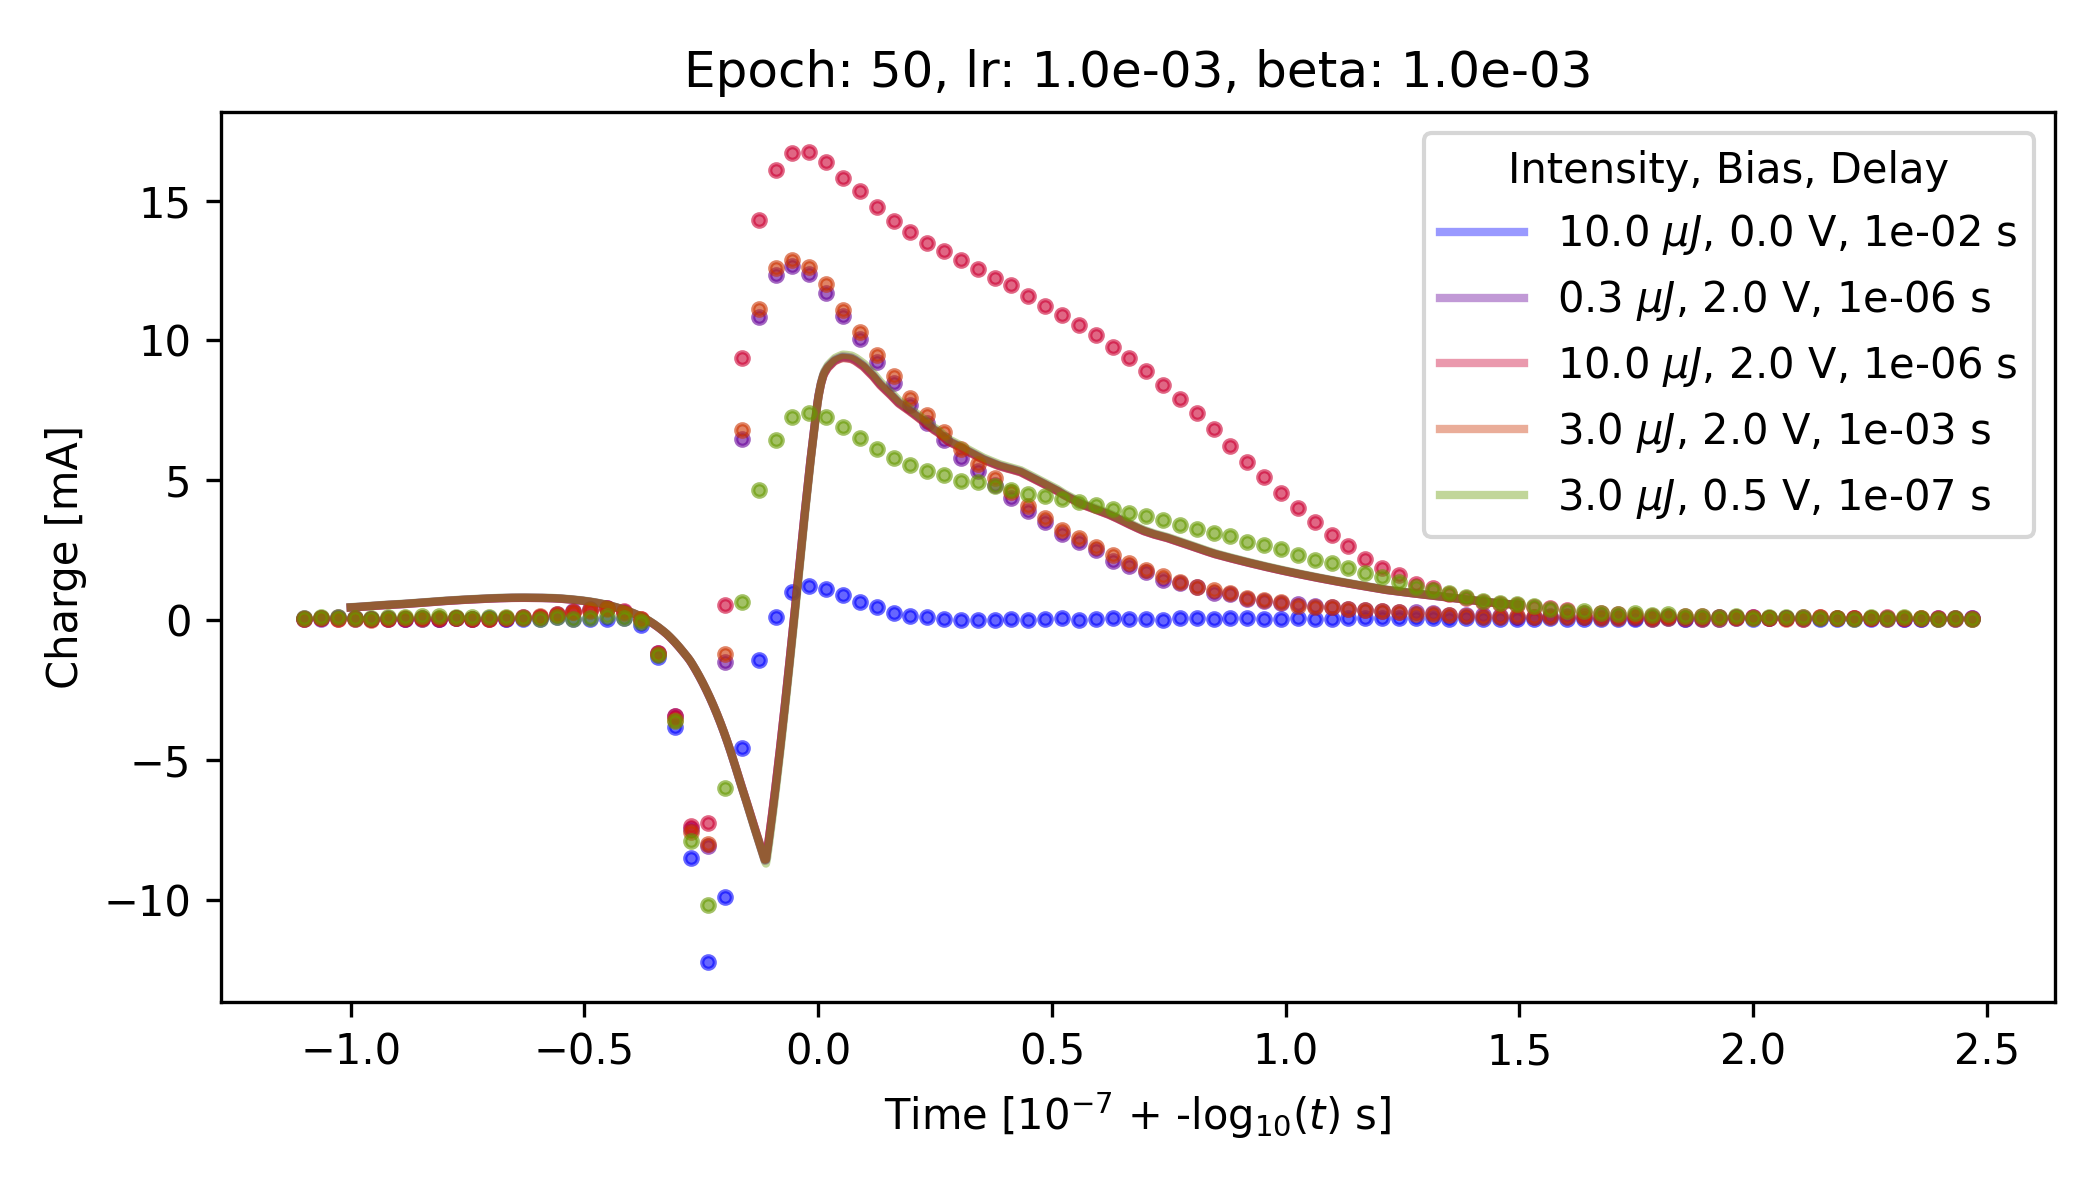 Epoch: 50, lr: 1.0e-03, beta: 1.0e-03
Intensity, Bias, Delay
10.0 μJ, 0.0 V, 1e-02 s
0.3 μJ, 2.0 V, 1e-06 s
10.0 μJ, 2.0 V, 1e-06 s
3.0 μJ, 2.0 V, 1e-03 s
3.0 μJ, 0.5 V, 1e-07 s
Charge [mA]
15
10
5
0
−5
−10
−1.0 −0.5 0.0 0.5 1.0 1.5 2.0 2.5
Time [10⁻⁷ + -log₁₀(t) s]